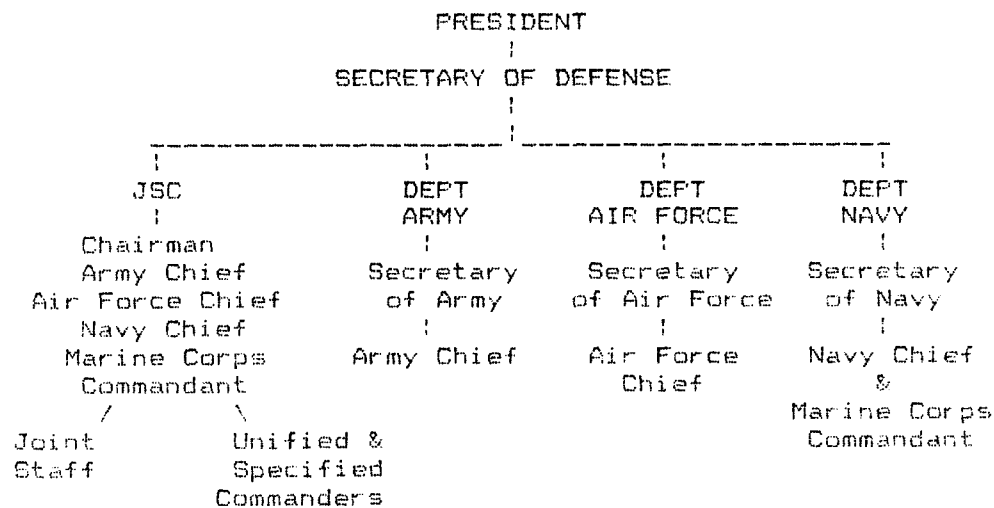 PRESIDENT
SECRETARY OF DEFENSE
JSC
Chairman
Army Chief
Air Force Chief
Navy Chief
Marine Corps
Commandant
Joint
Staff
Unified &
Specified
Commanders
DEPT
ARMY
Secretary
of Army
Army Chief
DEPT
AIR FORCE
Secretary
of Air Force
Air Force
Chief
DEPT
NAVY
Secretary
of Navy
Navy Chief
&
Marine Corps
Commandant